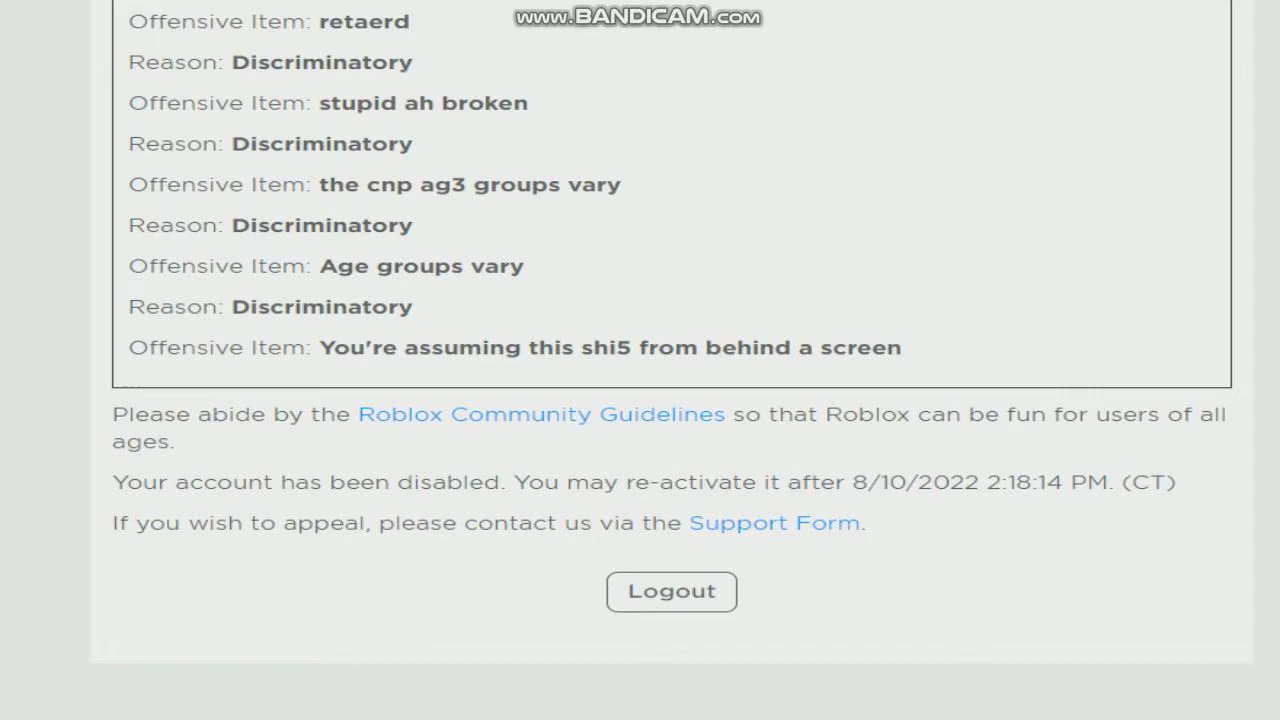 www.BANDICAM.com
Offensive Item: retaerd
Reason: Discriminatory
Offensive Item: stupid ah broken
Reason: Discriminatory
Offensive Item: the cnp ag3 groups vary
Reason: Discriminatory
Offensive Item: Age groups vary
Reason: Discriminatory
Offensive Item: You're assuming this shi5 from behind a screen
Please abide by the Roblox Community Guidelines so that Roblox can be fun for users of all
ages.
Your account has been disabled. You may re-activate it after 8/10/2022 2:18:14 PM. (CT)
If you wish to appeal, please contact us via the Support Form.
Logout